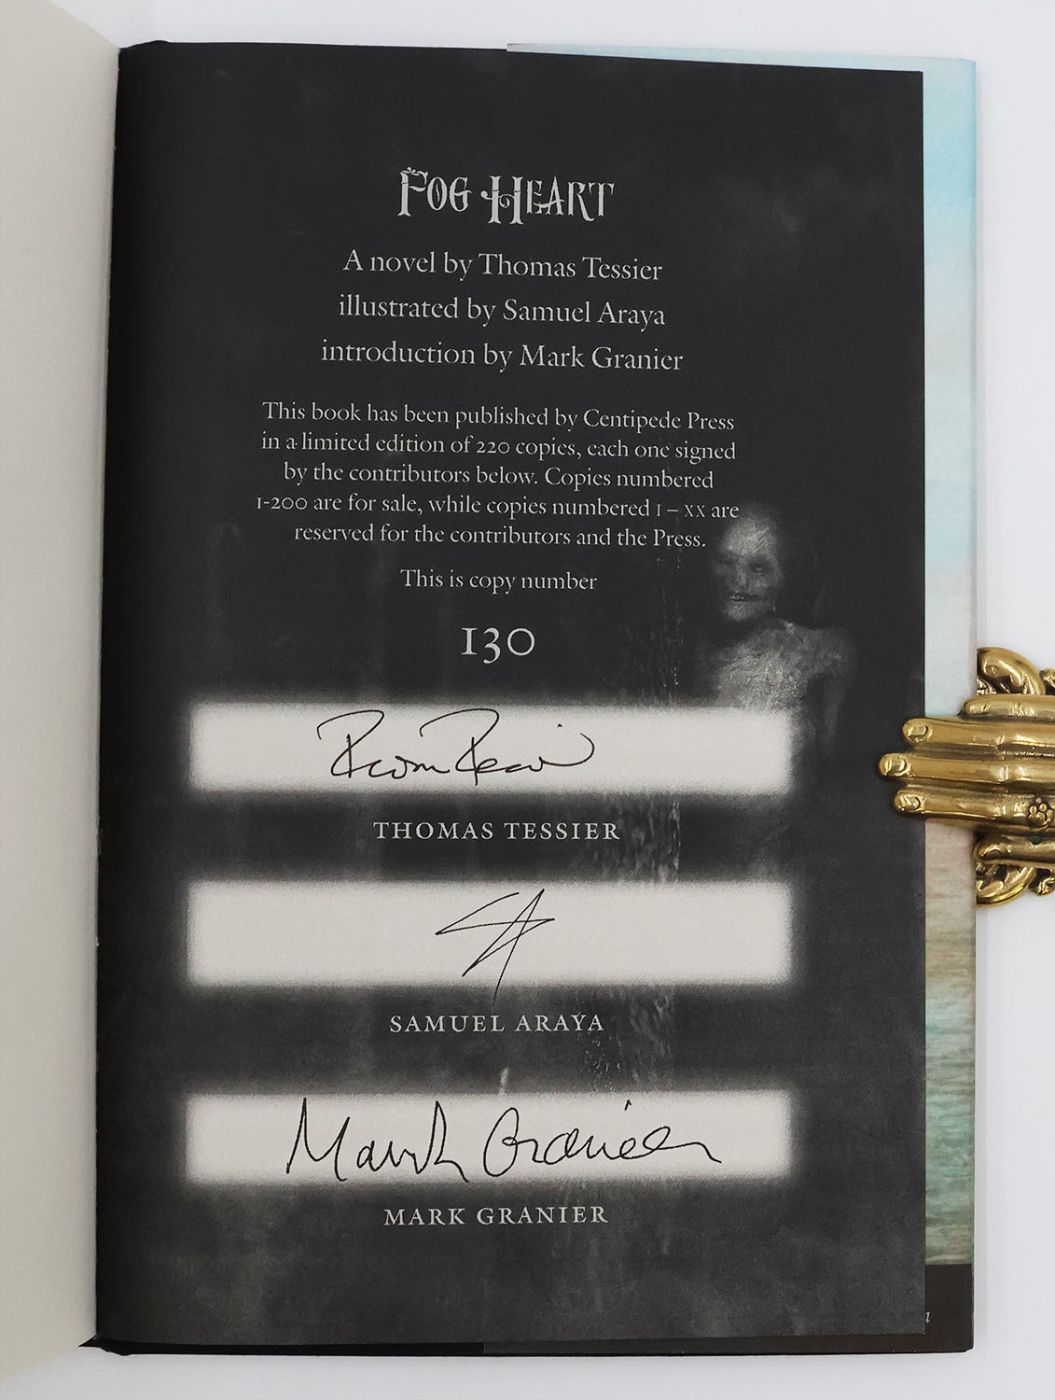 FOG HEART
A novel by Thomas Tessier
illustrated by Samuel Araya
introduction by Mark Granier
This book has been published by Centipede Press
in a limited edition of 220 copies, each one signed
by the contributors below. Copies numbered
1-200 are for sale, while copies numbered I – XX are
reserved for the contributors and the Press.
This is copy number
130
THOMAS TESSIER
SAMUEL ARAYA
Mark Granier
MARK GRANIER